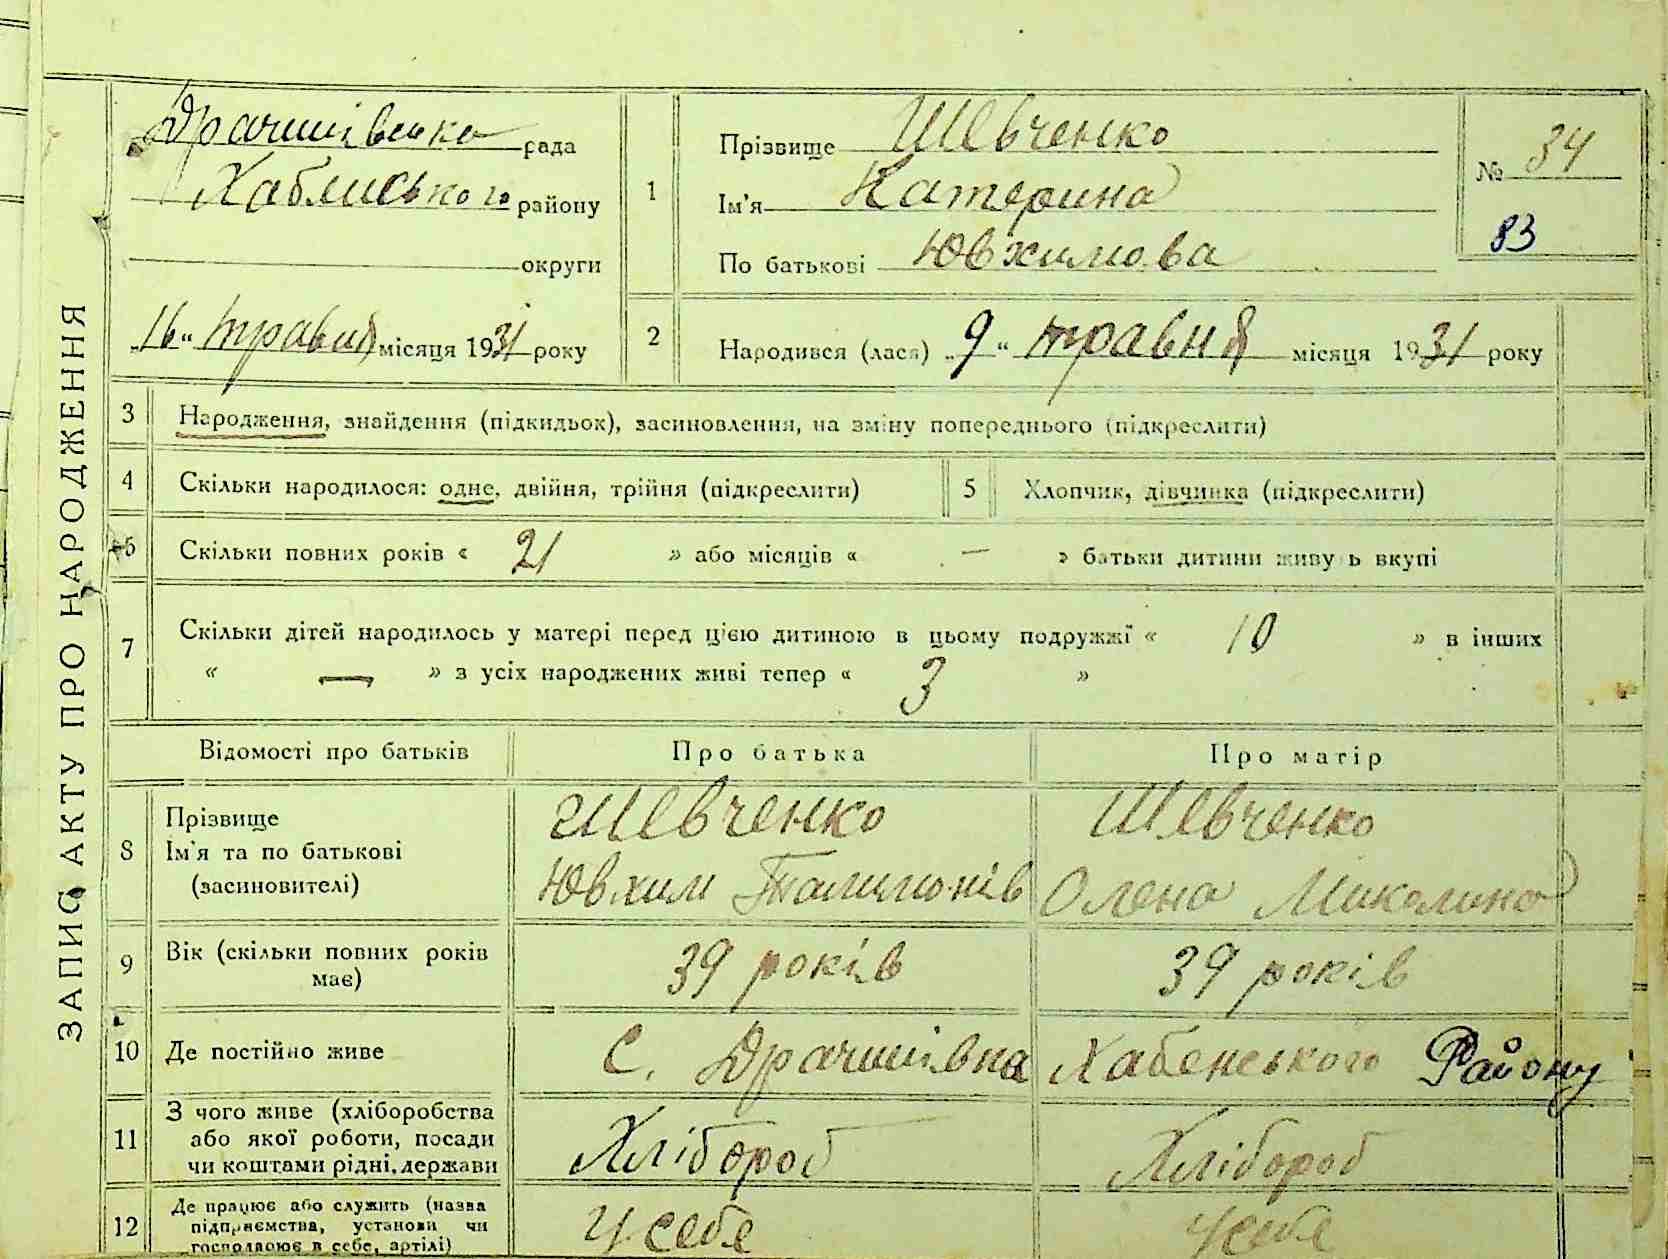 ЗАПИС АКТУ ПРО НАРОДЖЕННЯ
рада
району
округи
„16“ травня місяця 1931 року
1 Прізвище Шевченко
Ім'я Катерина
По батькові Ювхимова
№ 34
83
2 Народився (лася) „9“ травня місяця 1931 року
3 Народження, знайдення (підкидьок), засиновлення, на зміну попереднього (підкреслити)
4 Скільки народилося: одне, двійня, трійня (підкреслити) 5 Хлопчик, дівчинка (підкреслити)
6 Скільки повних років « 21 » або місяців « — » батьки дитини живуть вкупі
7 Скільки дітей народилось у матері перед цією дитиною в цьому подружжі « 10 » в інших
« — » з усіх народжених живі тепер « 3 »
Відомості про батьків Про батька Про матір
8 Прізвище Шевченко Шевченко
Ім'я та по батькові Ювхим Олена
(засиновителі)
9 Вік (скільки повних років 39 років 39 років
має)
10 Де постійно живе С. Драчиївка Хабенського Району
11 З чого живе (хліборобства Хлібороб Хлібороб
або якої роботи, посади
чи коштами рідні, держави
12 Де працює або служить (назва У себе У себе
підприємства, установи чи
господарює в себе, артілі)